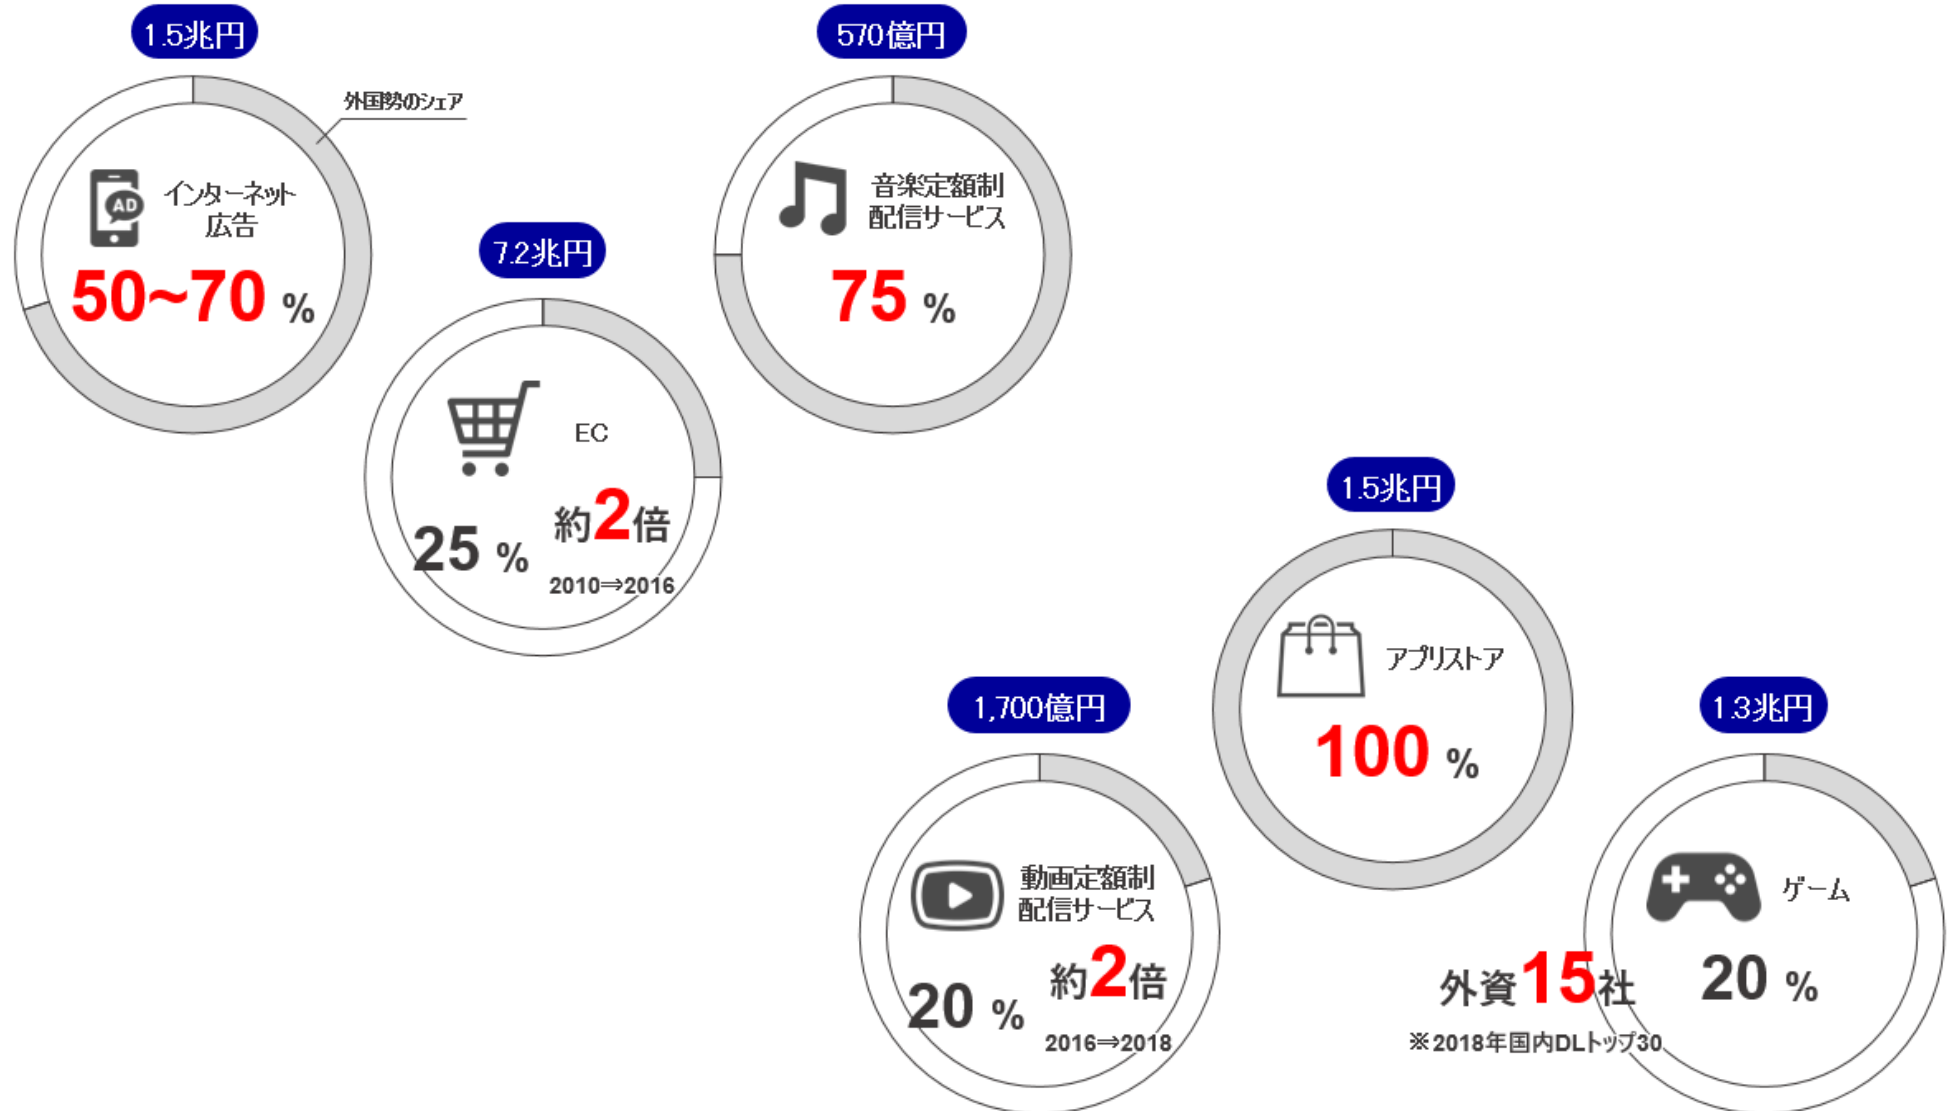 1.5兆円
外国勢のシェア
AD
インターネット
広告
50~70 %
7.2兆円
EC
25 %
約2倍
2010⇒2016
570億円
音楽定額制
配信サービス
75 %
1,700億円
動画定額制
配信サービス
20 %
約2倍
2016⇒2018
1.5兆円
アプリストア
100 %
1.3兆円
ゲーム
20 %
外資15社
※2018年国内DLトップ30